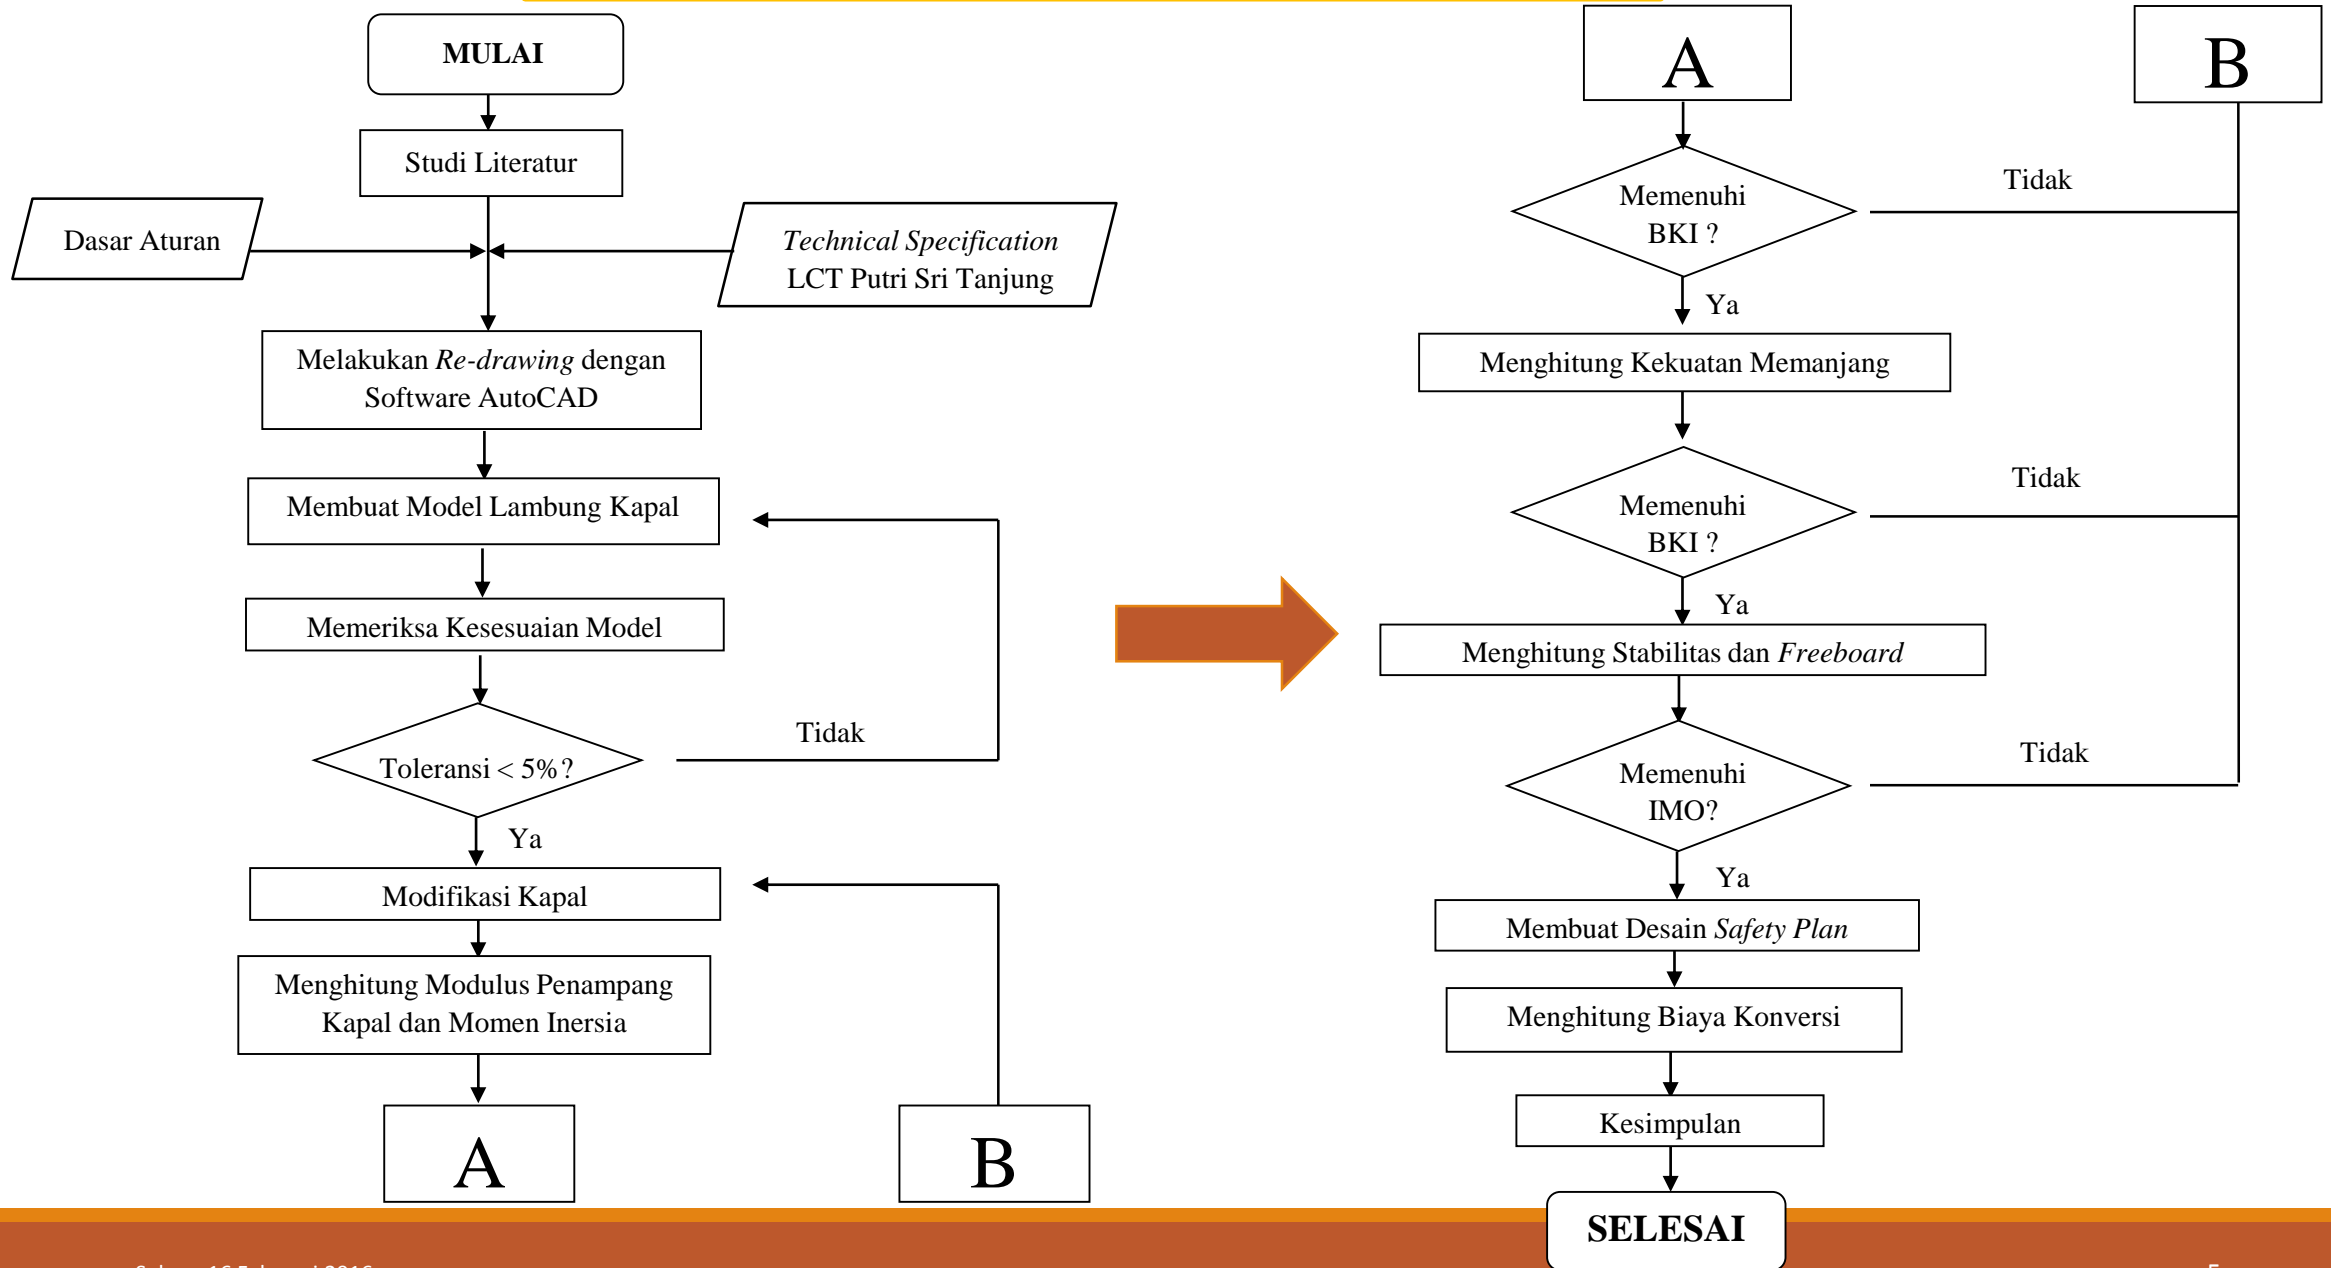 MULAI
Studi Literatur
Dasar Aturan
Technical Specification
LCT Putri Sri Tanjung
Melakukan Re-drawing dengan
Software AutoCAD
Membuat Model Lambung Kapal
Memeriksa Kesesuaian Model
Toleransi < 5%?
Tidak
Ya
Modifikasi Kapal
Menghitung Modulus Penampang
Kapal dan Momen Inersia
A
B
A
B
Memenuhi
BKI ?
Tidak
Ya
Menghitung Kekuatan Memanjang
Memenuhi
BKI ?
Tidak
Ya
Menghitung Stabilitas dan Freeboard
Memenuhi
IMO?
Tidak
Ya
Membuat Desain Safety Plan
Menghitung Biaya Konversi
Kesimpulan
SELESAI